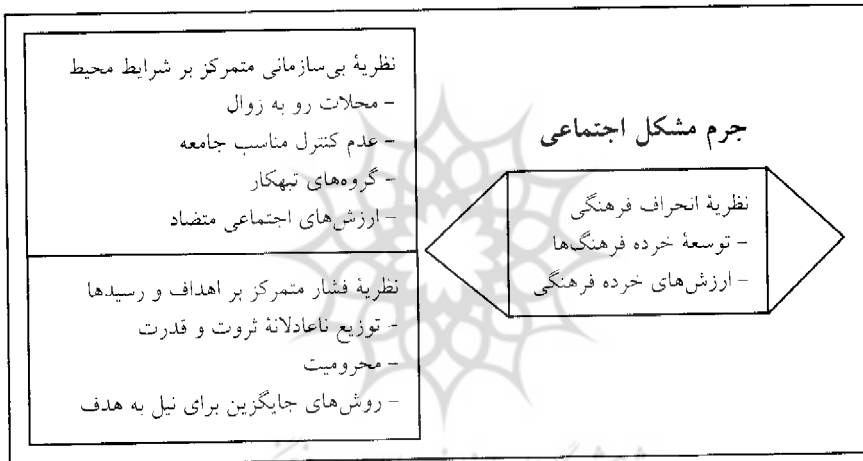 جرم مشکل اجتماعی
نظریهٔ انحراف فرهنگی
- توسعهٔ خرده فرهنگ‌ها
- ارزش‌های خرده فرهنگی
نظریهٔ بی‌سازمانی متمرکز بر شرایط محیط
- محلات رو به زوال
- عدم کنترل مناسب جامعه
- گروه‌های تبهکار
- ارزش‌های اجتماعی متضاد
نظریهٔ فشار متمرکز بر اهداف و رسیدها
- توزیع ناعادلانهٔ ثروت و قدرت
- محرومیت
- روش‌های جایگزین برای نیل به هدف